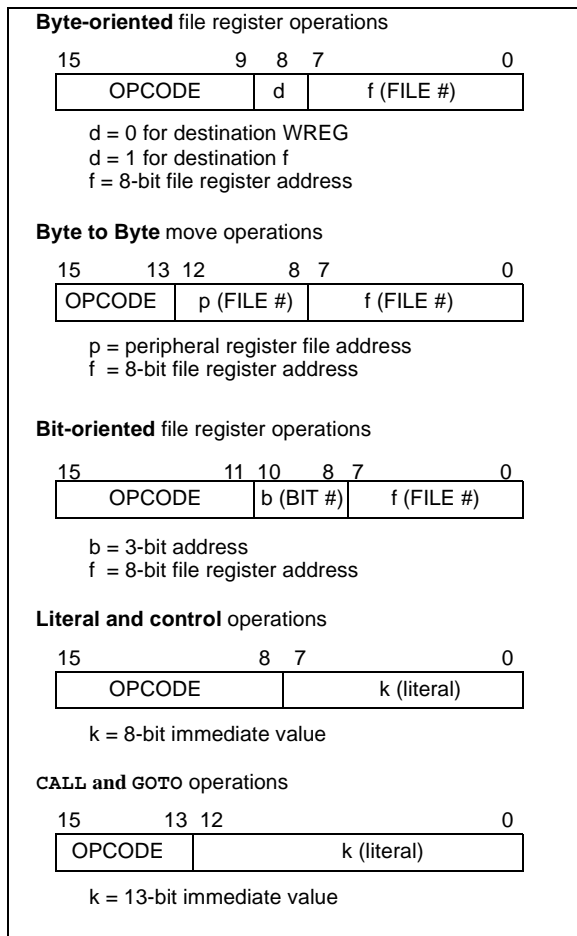 Byte-oriented file register operations
15 9 8 7 0
OPCODE d f (FILE #)
d = 0 for destination WREG
d = 1 for destination f
f = 8-bit file register address
Byte to Byte move operations
15 13 12 8 7 0
OPCODE p (FILE #) f (FILE #)
p = peripheral register file address
f = 8-bit file register address
Bit-oriented file register operations
15 11 10 8 7 0
OPCODE b (BIT #) f (FILE #)
b = 3-bit address
f = 8-bit file register address
Literal and control operations
15 8 7 0
OPCODE k (literal)
k = 8-bit immediate value
CALL and GOTO operations
15 13 12 0
OPCODE k (literal)
k = 13-bit immediate value